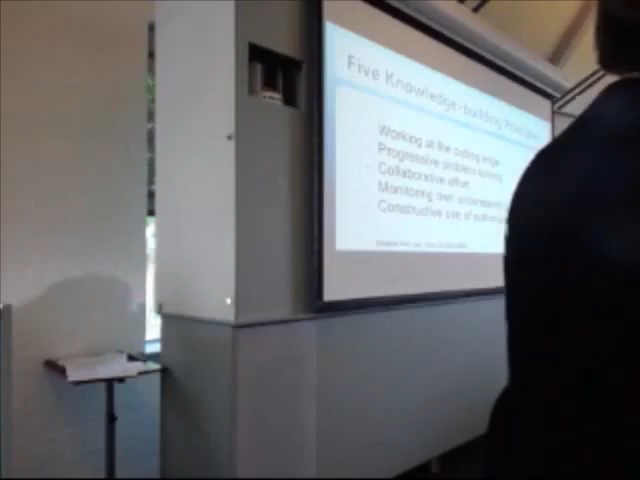 Five Knowledge-building Principles
Working at the cutting edge
Progressive problem solving
Collaborative effort
Monitoring own understanding
Constructive use of